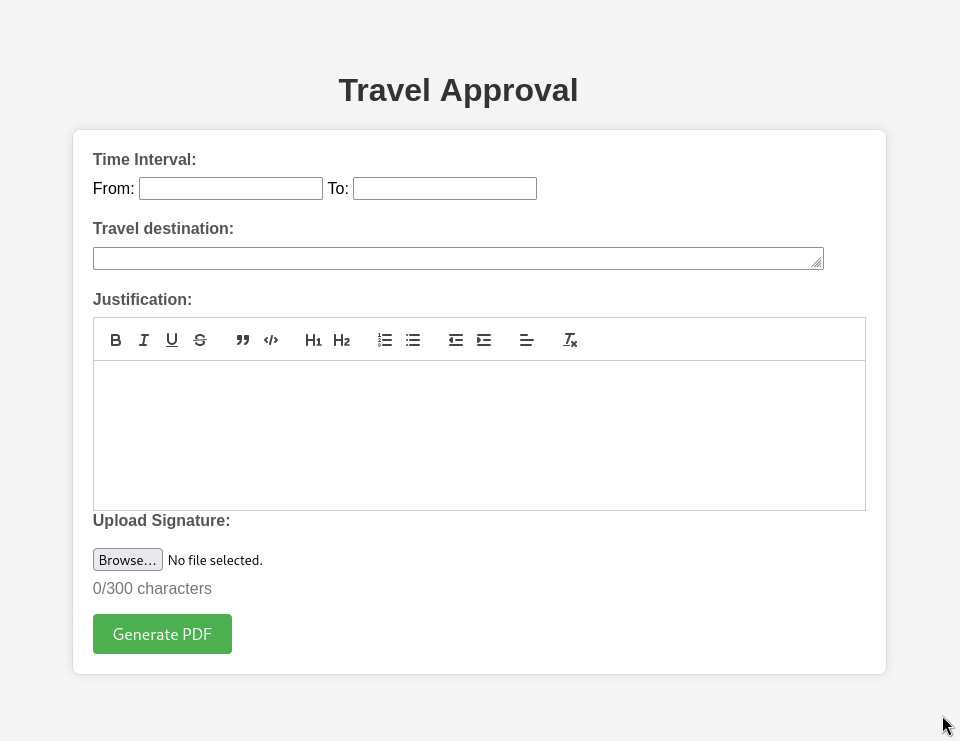 Travel Approval
Time Interval:
From: To:
Travel destination:
Justification:
B I U S H1 H2
Upload Signature:
Browse... No file selected.
0/300 characters
Generate PDF